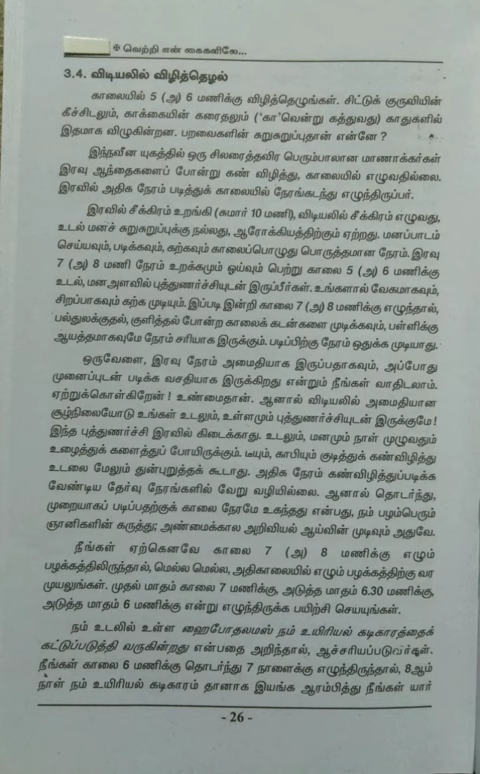 ✠ வெற்றி என் கைகளிலே...
3.4. விடியலில் விழித்தெழல்
காலையில் 5 (அ) 6 மணிக்கு விழித்தெழுங்கள். சிட்டுக் குருவியின்
கீச்சிடலும், காக்கையின் கரைதலும் ('கா'வென்று கத்துவது) காதுகளில்
இதமாக விழுகின்றன. பறவைகளின் சுறுசுறுப்புதான் என்னே ?
இந்நவீன யுகத்தில் ஒரு சிலரைத்தவிர பெரும்பாலான மாணாக்கர்கள்
இரவு ஆந்தைகளைப் போன்று கண் விழித்து, காலையில் எழுவதில்லை.
இரவில் அதிக நேரம் படித்துக் காலையில் நேரங்கடந்து எழுந்திருப்பர்.
இரவில் சீக்கிரம் உறங்கி (சுமார் 10 மணி), விடியலில் சீக்கிரம் எழுவது,
உடல் மனச் சுறுசுறுப்புக்கு நல்லது, ஆரோக்கியத்திற்கும் ஏற்றது. மனப்பாடம்
செய்யவும், படிக்கவும், கற்கவும் காலைப்பொழுது பொருத்தமான நேரம். இரவு
7 (அ) 8 மணி நேரம் உறக்கமும் ஓய்வும் பெற்று காலை 5 (அ) 6 மணிக்கு
உடல், மனஅளவில் புத்துணர்ச்சியுடன் இருப்பீர்கள். உங்களால் வேகமாகவும்,
சிறப்பாகவும் கற்க முடியும். இப்படி இன்றி காலை 7 (அ) 8 மணிக்கு எழுந்தால்,
பல்துலக்குதல், குளித்தல் போன்ற காலைக் கடன்களை முடிக்கவும், பள்ளிக்கு
ஆயத்தமாகவுமே நேரம் சரியாக இருக்கும். படிப்பிற்கு நேரம் ஒதுக்க முடியாது.
ஒருவேளை, இரவு நேரம் அமைதியாக இருப்பதாகவும், அப்போது
முனைப்புடன் படிக்க வசதியாக இருக்கிறது என்றும் நீங்கள் வாதிடலாம்.
ஏற்றுக்கொள்கிறேன் ! உண்மைதான். ஆனால் விடியலில் அமைதியான
சூழ்நிலையோடு உங்கள் உடலும், உள்ளமும் புத்துணர்ச்சியுடன் இருக்குமே !
இந்த புத்துணர்ச்சி இரவில் கிடைக்காது. உடலும், மனமும் நாள் முழுவதும்
உழைத்துக் களைத்துப் போயிருக்கும். டீயும், காபியும் குடித்துக் கண்விழித்து
உடலை மேலும் துன்புறுத்தக் கூடாது. அதிக நேரம் கண்விழித்துப்படிக்க
வேண்டிய தேர்வு நேரங்களில் வேறு வழியில்லை. ஆனால் தொடர்ந்து,
முறையாகப் படிப்பதற்குக் காலை நேரமே உகந்தது என்பது, நம் பழம்பெரும்
ஞானிகளின் கருத்து; அண்மைக்கால அறிவியல் ஆய்வின் முடிவும் அதுவே.
நீங்கள் ஏற்கெனவே காலை 7 (அ) 8 மணிக்கு எழும்
பழக்கத்திலிருந்தால், மெல்ல மெல்ல, அதிகாலையில் எழும் பழக்கத்திற்கு வர
முயலுங்கள். முதல் மாதம் காலை 7 மணிக்கு, அடுத்த மாதம் 6.30 மணிக்கு,
அடுத்த மாதம் 6 மணிக்கு என்று எழுந்திருக்க பயிற்சி செய்யுங்கள்.
நம் உடலில் உள்ள ஹைபோதலமஸ் நம் உயிரியல் கடிகாரத்தைக்
கட்டுப்படுத்தி வருகின்றது என்பதை அறிந்தால், ஆச்சரியப்படுவர்கள்.
நீங்கள் காலை 6 மணிக்கு தொடர்ந்து 7 நாளைக்கு எழுந்திருந்தால், 8ஆம்
நாள் நம் உயிரியல் கடிகாரம் தானாக இயங்க ஆரம்பித்து நீங்கள் யார்
- 26 -